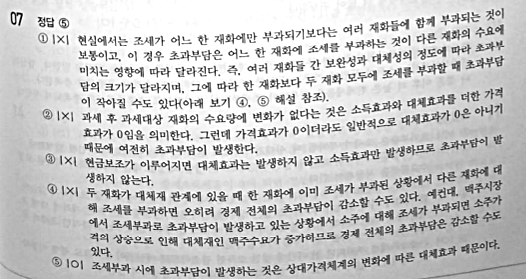 07 정답 ⑤
① |×| 현실에서는 조세가 어느 한 재화에만 부과되기보다는 여러 재화들에 함께 부과되는 것이
보통이고, 이 경우 초과부담은 어느 한 재화에 조세를 부과하는 것이 다른 재화의 수요에
미치는 영향에 따라 달라진다. 즉, 여러 재화들 간 보완성과 대체성의 정도에 따라 초과부
담의 크기가 달라지며, 그에 따라 한 재화보다 두 재화 모두에 조세를 부과할 때 초과부담
이 작아질 수도 있다(아래 보기 ④, ⑤ 해설 참조).
② |×| 과세 후 과세대상 재화의 수요량에 변화가 없다는 것은 소득효과와 대체효과를 더한 가격
효과가 0임을 의미한다. 그런데 가격효과가 0이더라도 일반적으로 대체효과가 0은 아니기
때문에 여전히 초과부담이 발생한다.
③ |×| 현금보조가 이루어지면 대체효과는 발생하지 않고 소득효과만 발생하므로 초과부담이 발
생하지 않는다.
④ |×| 두 재화가 대체재 관계에 있을 때 한 재화에 이미 조세가 부과된 상황에서 다른 재화에 대
해 조세를 부과하면 오히려 경제 전체의 초과부담이 감소할 수도 있다. 예컨대, 맥주시장
에서 조세부과로 초과부담이 발생하고 있는 상황에서 소주에 대해 조세가 부과되면 소주가
격의 상승으로 인해 대체재인 맥주수요가 증가하므로 경제 전체의 초과부담은 감소할 수도
있다.
⑤ |○| 조세부과 시에 초과부담이 발생하는 것은 상대가격체계의 변화에 따른 대체효과 때문이다.